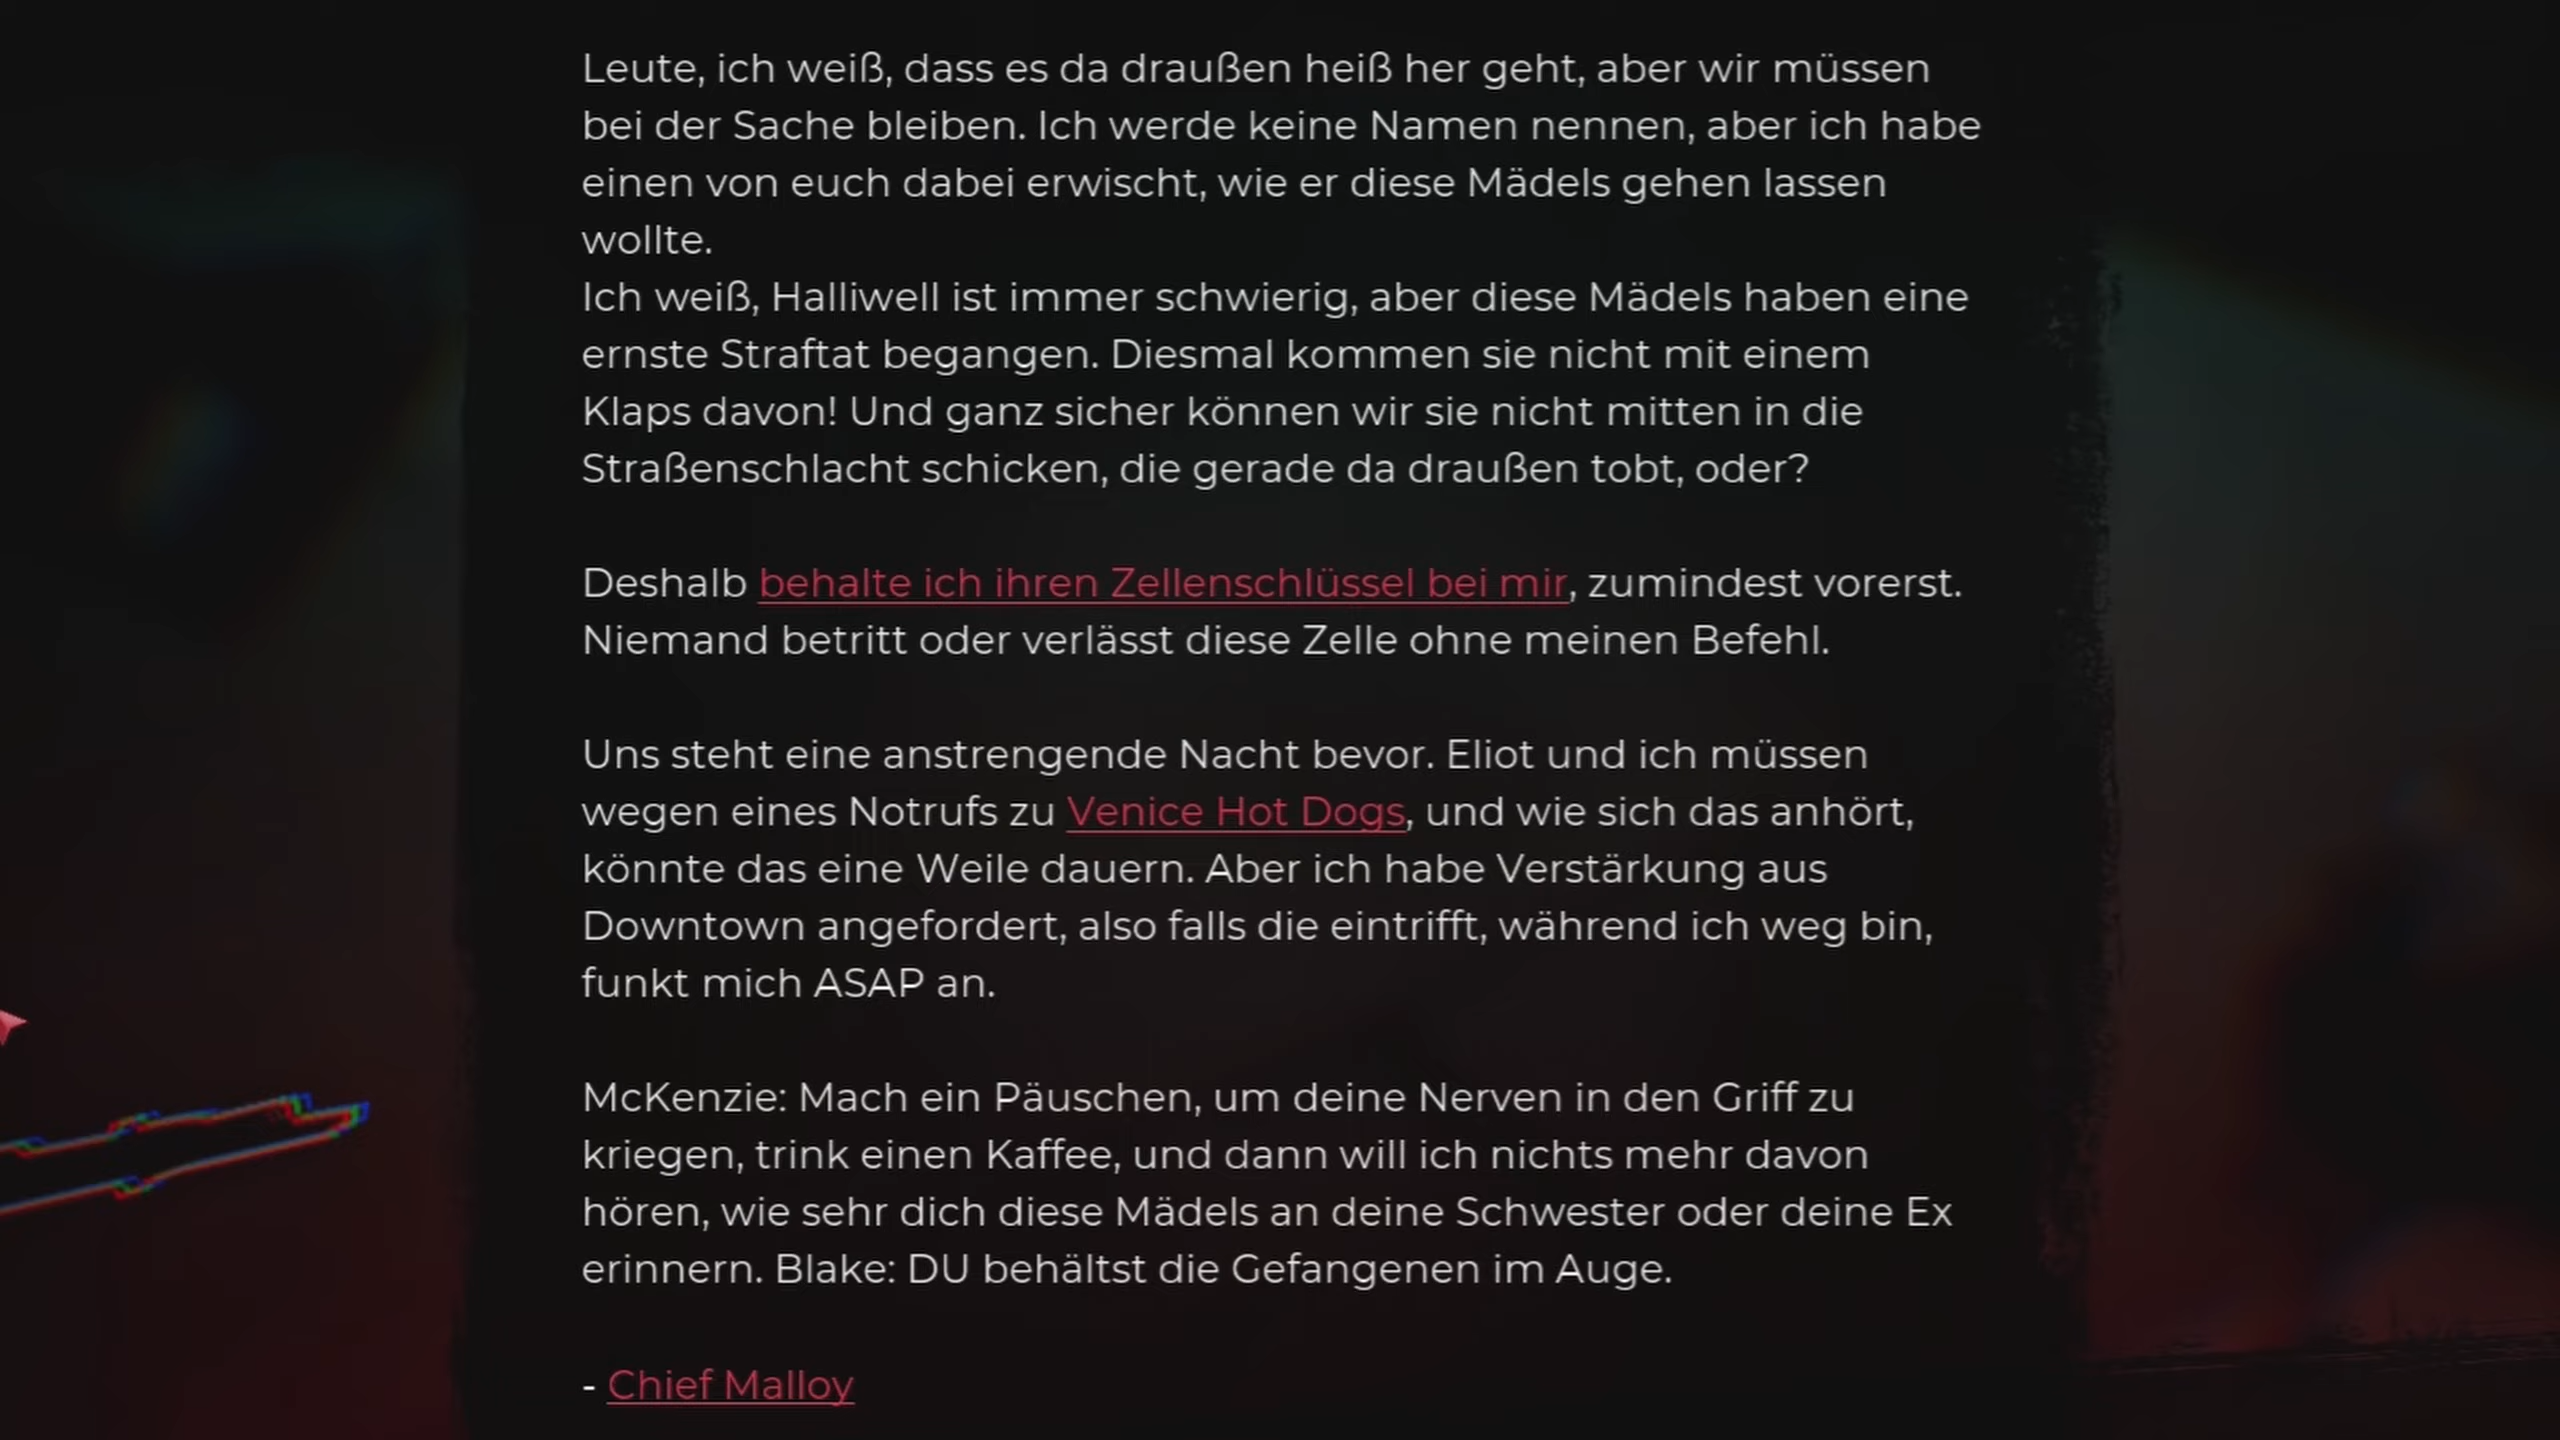 Leute, ich weiß, dass es da draußen heiß her geht, aber wir müssen
bei der Sache bleiben. Ich werde keine Namen nennen, aber ich habe
einen von euch dabei erwischt, wie er diese Mädels gehen lassen
wollte.
Ich weiß, Halliwell ist immer schwierig, aber diese Mädels haben eine
ernste Straftat begangen. Diesmal kommen sie nicht mit einem
Klaps davon! Und ganz sicher können wir sie nicht mitten in die
Straßenschlacht schicken, die gerade da draußen tobt, oder?
Deshalb behalte ich ihren Zellenschlüssel bei mir, zumindest vorerst.
Niemand betritt oder verlässt diese Zelle ohne meinen Befehl.
Uns steht eine anstrengende Nacht bevor. Eliot und ich müssen
wegen eines Notrufs zu Venice Hot Dogs, und wie sich das anhört,
könnte das eine Weile dauern. Aber ich habe Verstärkung aus
Downtown angefordert, also falls die eintrifft, während ich weg bin,
funkt mich ASAP an.
McKenzie: Mach ein Päuschen, um deine Nerven in den Griff zu
kriegen, trink einen Kaffee, und dann will ich nichts mehr davon
hören, wie sehr dich diese Mädels an deine Schwester oder deine Ex
erinnern. Blake: DU behältst die Gefangenen im Auge.
- Chief Malloy